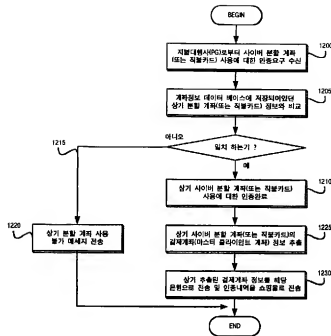 BEGIN
지불대행사(PG)로부터 사이버 분할 계좌
(또는 직불카드) 사용에 대한 인증요구 수신
1200
계좌정보 데이터 베이스에 저장되어있던
상기 분할 계좌(또는 직불카드) 정보와 비교
1205
아니오
일치 하는가 ?
1215
예
상기 사이버 분할 계좌(또는 직불카드)
사용에 대한 인증완료
1210
상기 분할 계좌 사용
불가 메세지 전송
1220
상기 사이버 분할 계좌(또는 직불카드)의
결제계좌(마스터 클라이언트 계좌) 정보 추출
1225
상기 추출된 결제계좌 정보를 해당
은행으로 전송 및 인증내역을 쇼핑몰로 전송
1230
END